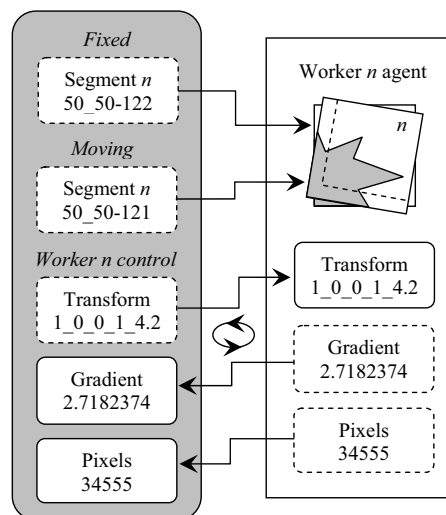 Fixed
Segment n
50_50-122
Moving
Segment n
50_50-121
Worker n control
Transform
1_0_0_1_4.2
Gradient
2.7182374
Pixels
34555
Worker n agent
n
Transform
1_0_0_1_4.2
Gradient
2.7182374
Pixels
34555